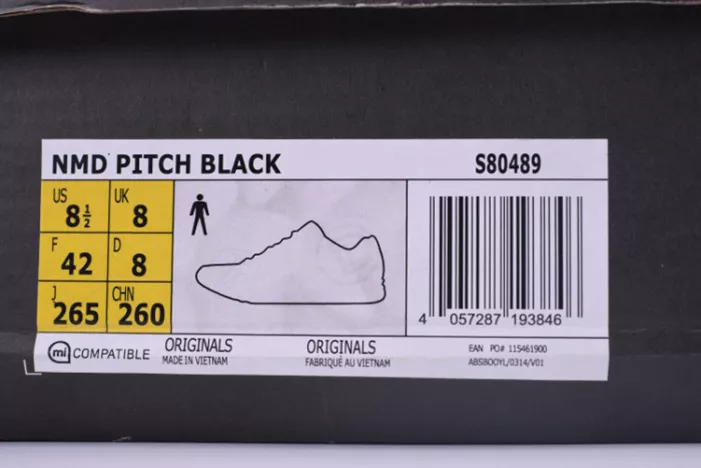 NMD PITCH BLACK S80489
US 8½ UK 8
F 42 D 8
J 265 CHN 260
4 057287 193846
mi COMPATIBLE
ORIGINALS ORIGINALS
MADE IN VIETNAM FABRIQUÉ AU VIETNAM
EAN PO# 115461900
ABSBOOYL/0314/V01